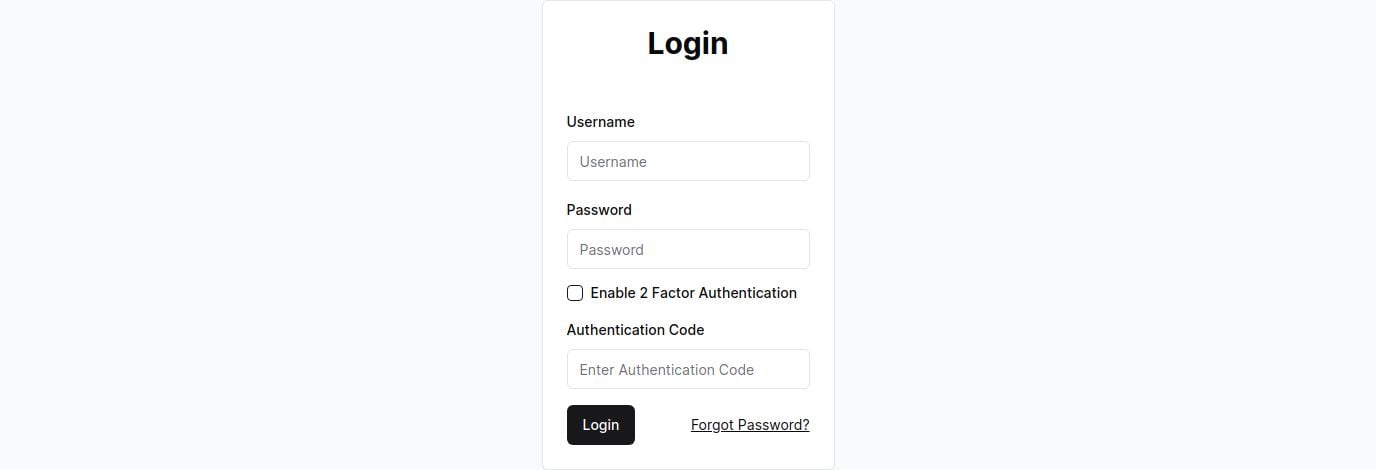 Login
Username
Username
Password
Password
Enable 2 Factor Authentication
Authentication Code
Enter Authentication Code
Login Forgot Password?